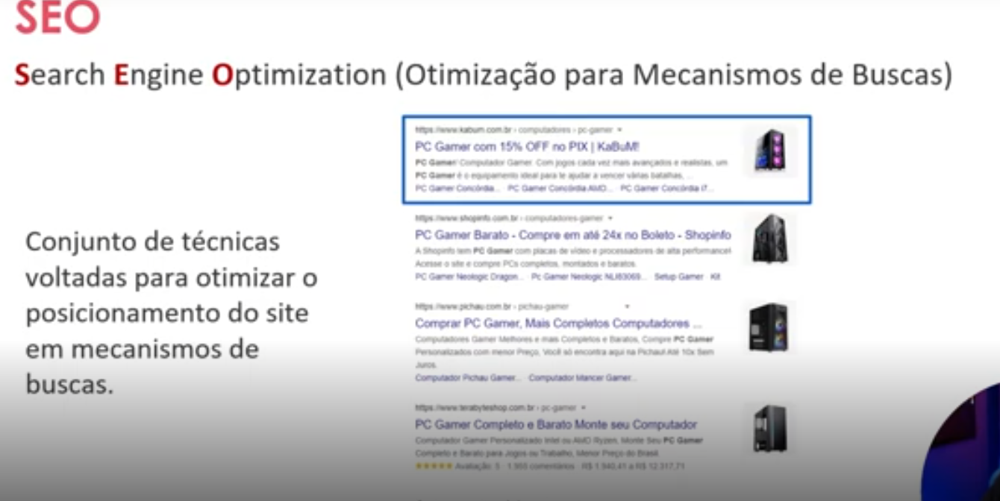 SEO
Search Engine Optimization (Otimização para Mecanismos de Buscas)
Conjunto de técnicas
voltadas para otimizar o
posicionamento do site
em mecanismos de
buscas.
https://www.kabum.com.br › computadores › pc-gamer
PC Gamer com 15% OFF no PIX | KaBuM!
PC Gamer! Computador Gamer. Com jogos cada vez mais avançados e realistas, um
PC Gamer é o equipamento ideal para te ajudar a vencer várias batalhas, ...
PC Gamer Concórdia... · PC Gamer Concórdia AMD... · PC Gamer Concórdia I7...
https://www.shopinfo.com.br › computadores-gamer
PC Gamer Barato - Compre em até 24x no Boleto - Shopinfo
A Shopinfo tem PC Gamer com placas de vídeo e processadores de alta performance!
Acesse o site e compre PCs completos, montados e baratos.
PC Gamer Neologic Dragon... · Pc Gamer Neologic NLI83069... · Setup Gamer · Kit
https://www.pichau.com.br › pichau-gamer
Comprar PC Gamer, Mais Completos Computadores ...
Computadores Gamer Melhores e mais Completos e Baratos, Compre PC Gamer
Personalizados com menor Preço, Você só encontra aqui na Pichau! Até 10x Sem
Juros.
Computador Pichau Gamer... · Computador Mancer Gamer...
https://www.terabyteshop.com.br › pc-gamer
PC Gamer Completo e Barato Monte seu Computador
Computador Gamer Personalizado Intel ou AMD Ryzen, Monte Seu PC Gamer
Completo e Barato para Jogos ou Trabalho, Menor Preço do Brasil.
★★★★★ Avaliação: 5 · 1.955 comentários · R$ 1.940,41 a R$ 12.317,71